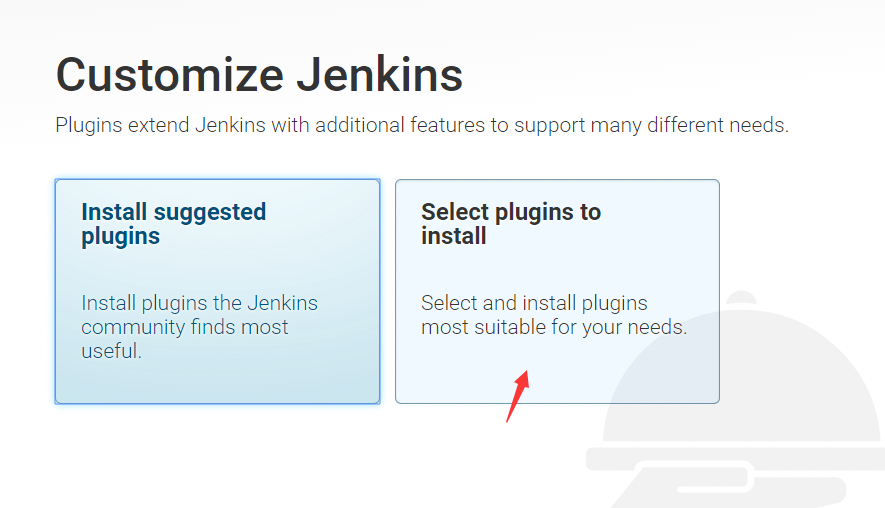 Customize Jenkins
Plugins extend Jenkins with additional features to support many different needs.
Install suggested
plugins
Install plugins the Jenkins
community finds most
useful.
Select plugins to
install
Select and install plugins
most suitable for your needs.